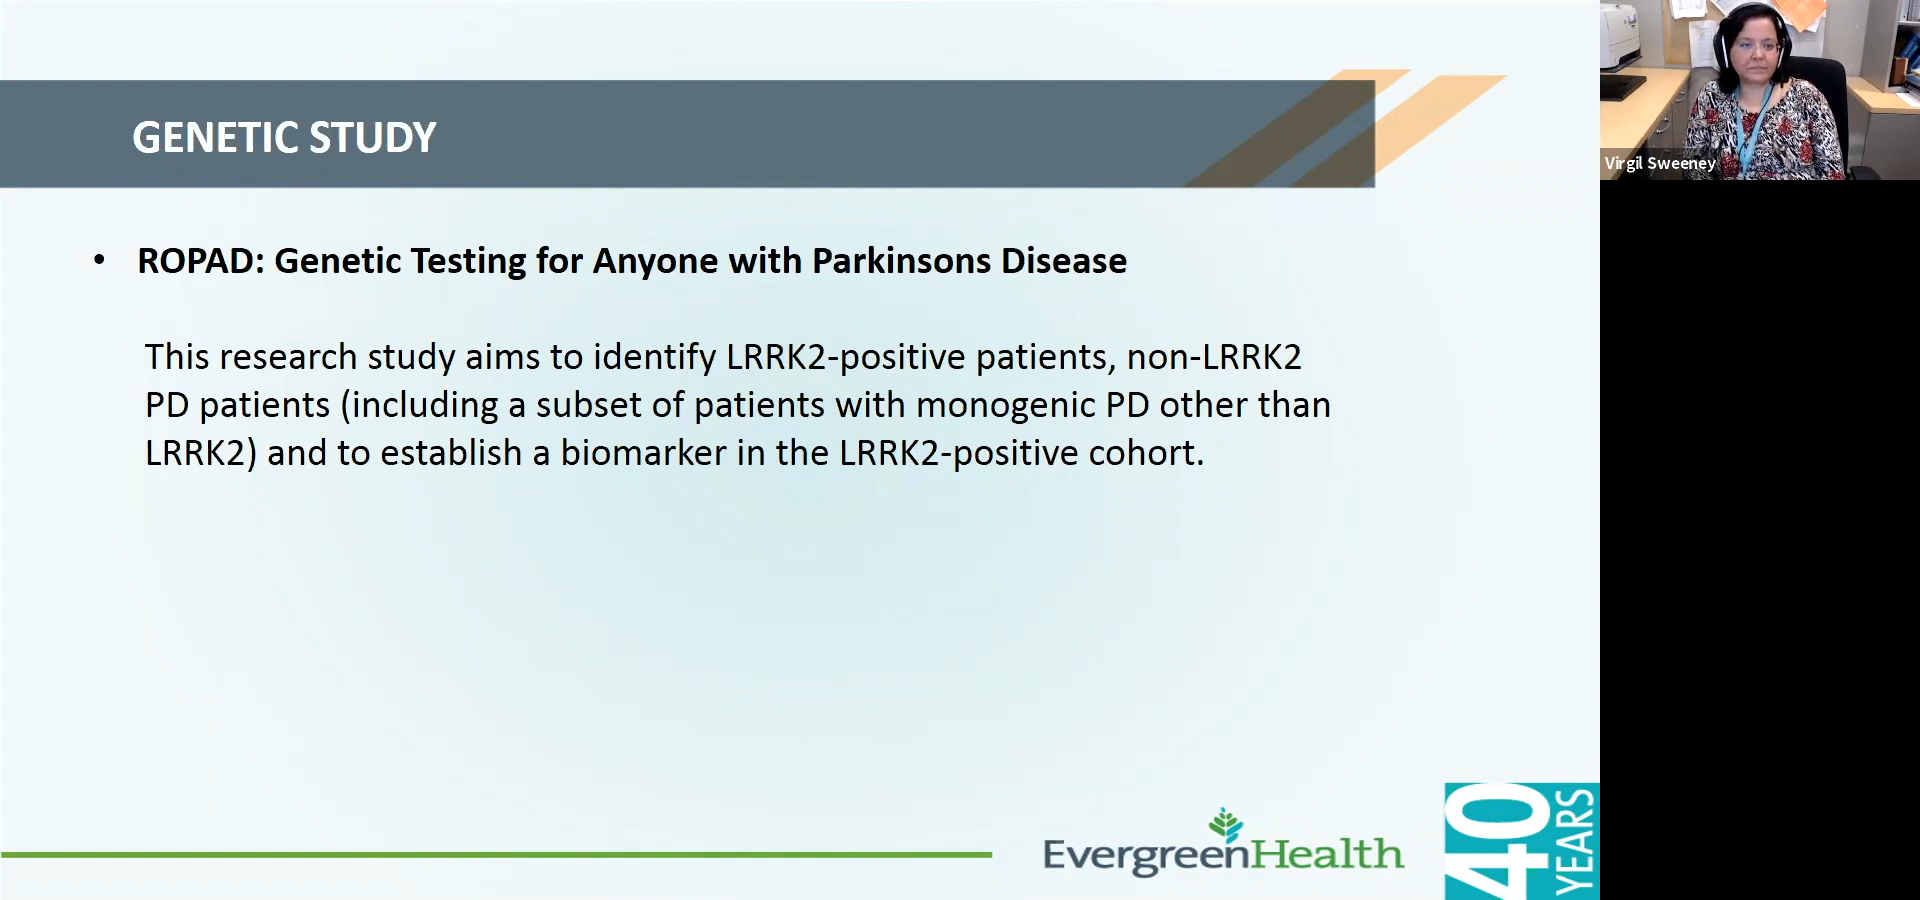 GENETIC STUDY
• ROPAD: Genetic Testing for Anyone with Parkinsons Disease
This research study aims to identify LRRK2-positive patients, non-LRRK2
PD patients (including a subset of patients with monogenic PD other than
LRRK2) and to establish a biomarker in the LRRK2-positive cohort.
EvergreenHealth
40
YEARS
Virgil Sweeney